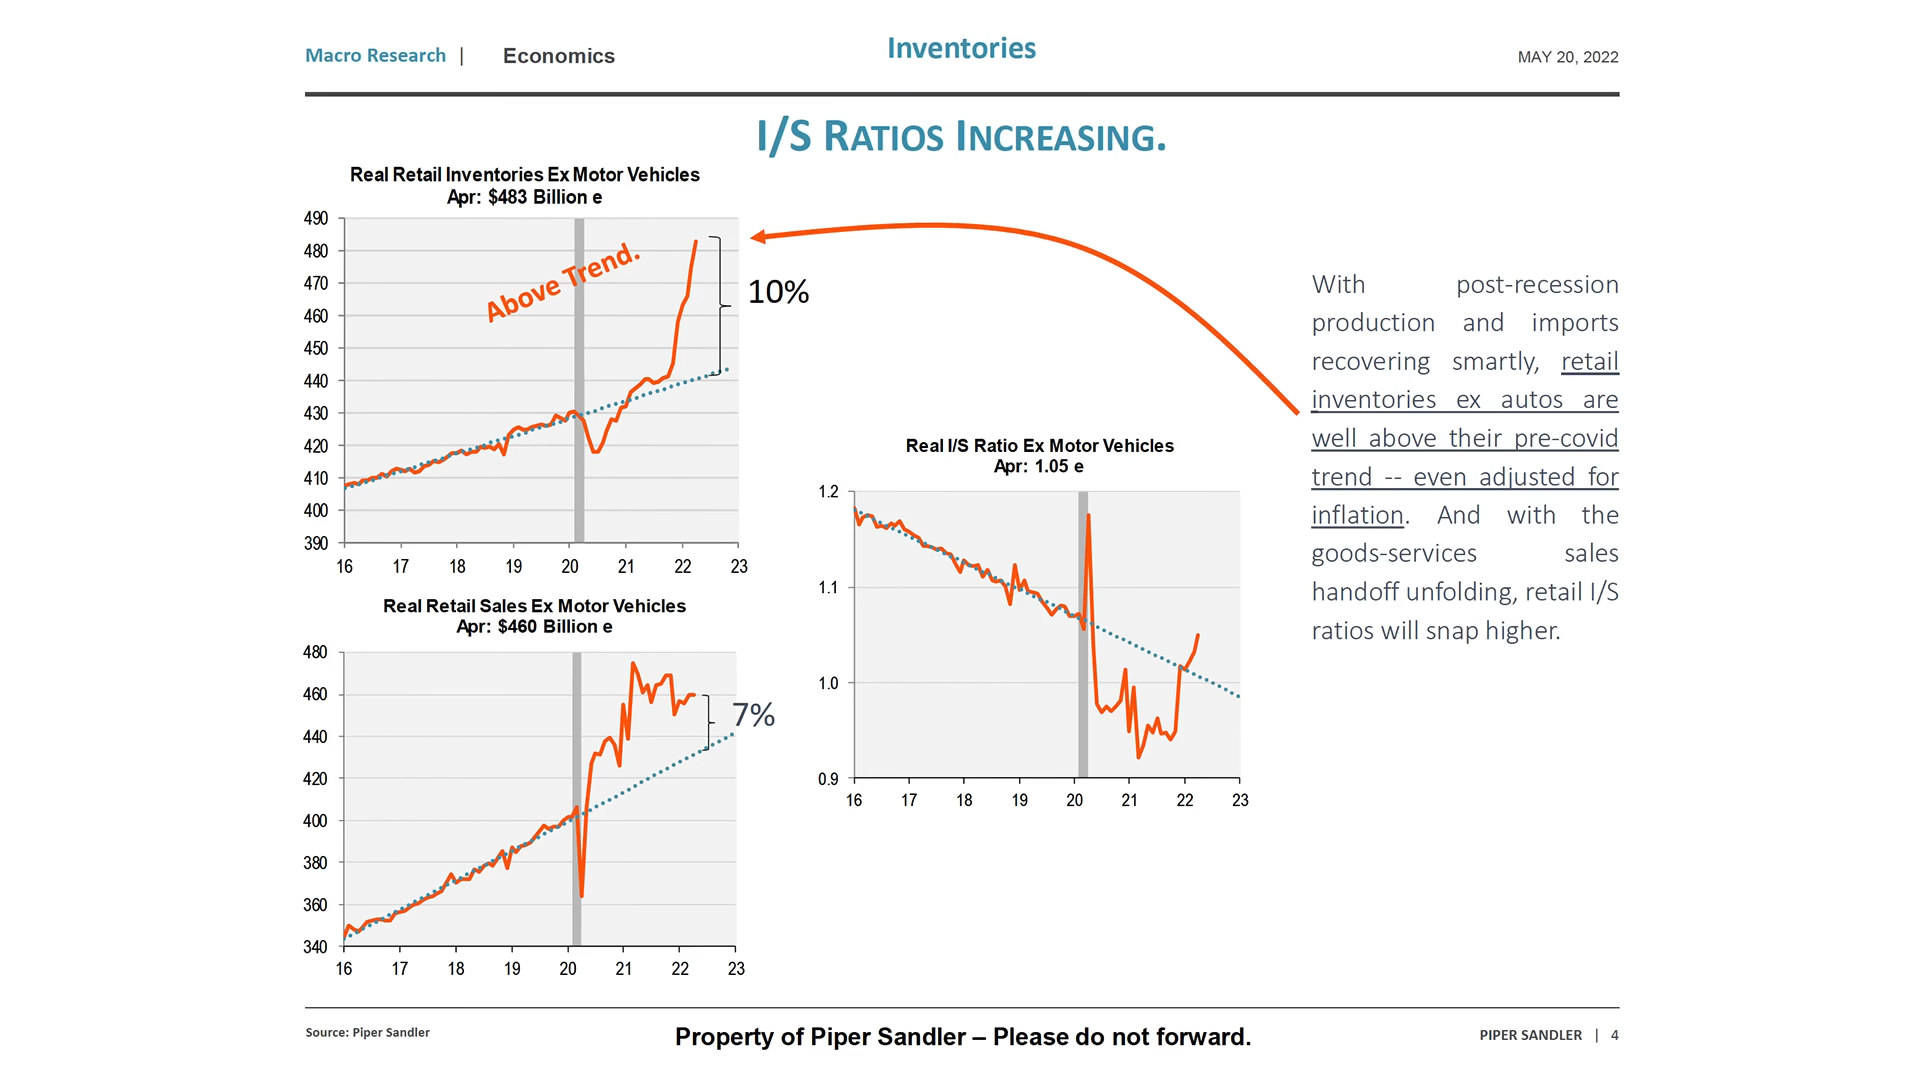 Macro Research |
Economics
Inventories
MAY 20, 2022
I/S RATIOS INCREASING.
Real Retail Inventories Ex Motor Vehicles
Apr: $483 Billion e
490
480
470
460
450
440
430
420
410
400
390
16 17 18 19 20 21 22 23
Above Trend.
10%
Real Retail Sales Ex Motor Vehicles
Apr: $460 Billion e
480
460
440
420
400
380
360
340
16 17 18 19 20 21 22 23
7%
Real I/S Ratio Ex Motor Vehicles
Apr: 1.05 e
1.2
1.1
1.0
0.9
16 17 18 19 20 21 22 23
With post-recession
production and imports
recovering smartly, retail
inventories ex autos are
well above their pre-covid
trend -- even adjusted for
inflation. And with the
goods-services sales
handoff unfolding, retail I/S
ratios will snap higher.
Source: Piper Sandler
Property of Piper Sandler – Please do not forward.
PIPER SANDLER | 4